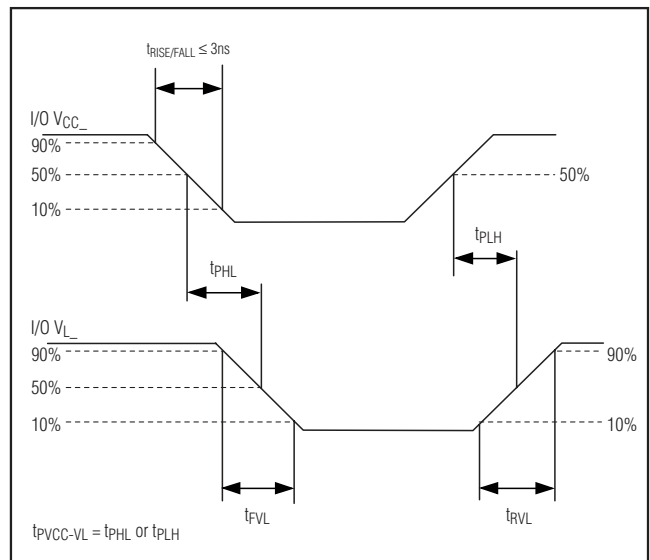 tRISE/FALL ≤ 3ns
I/O VCC_
90%
50%
50%
10%
tPLH
tPHL
I/O VL_
90%
90%
50%
10%
10%
tFVL
tRVL
tPVCC-VL = tPHL or tPLH